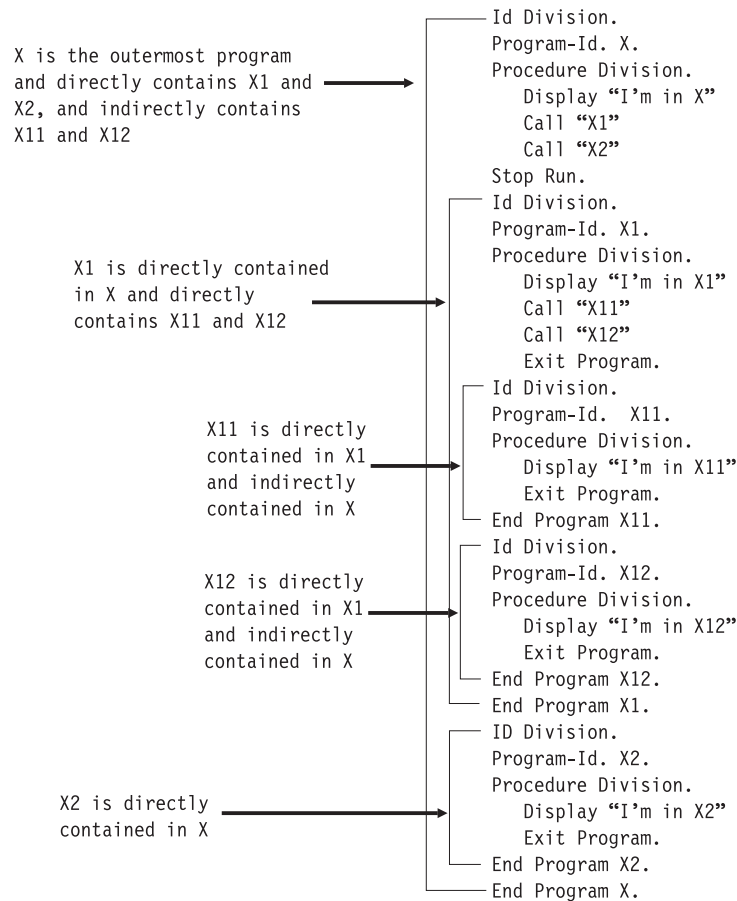 X is the outermost program
and directly contains X1 and
X2, and indirectly contains
X11 and X12
X1 is directly contained
in X and directly
contains X11 and X12
X11 is directly
contained in X1
and indirectly
contained in X
X12 is directly
contained in X1
and indirectly
contained in X
X2 is directly
contained in X
Id Division.
Program-Id. X.
Procedure Division.
Display “I’m in X”
Call “X1”
Call “X2”
Stop Run.
Id Division.
Program-Id. X1.
Procedure Division.
Display “I’m in X1”
Call “X11”
Call “X12”
Exit Program.
Id Division.
Program-Id. X11.
Procedure Division.
Display “I’m in X11”
Exit Program.
End Program X11.
Id Division.
Program-Id. X12.
Procedure Division.
Display “I’m in X12”
Exit Program.
End Program X12.
End Program X1.
ID Division.
Program-Id. X2.
Procedure Division.
Display “I’m in X2”
Exit Program.
End Program X2.
End Program X.